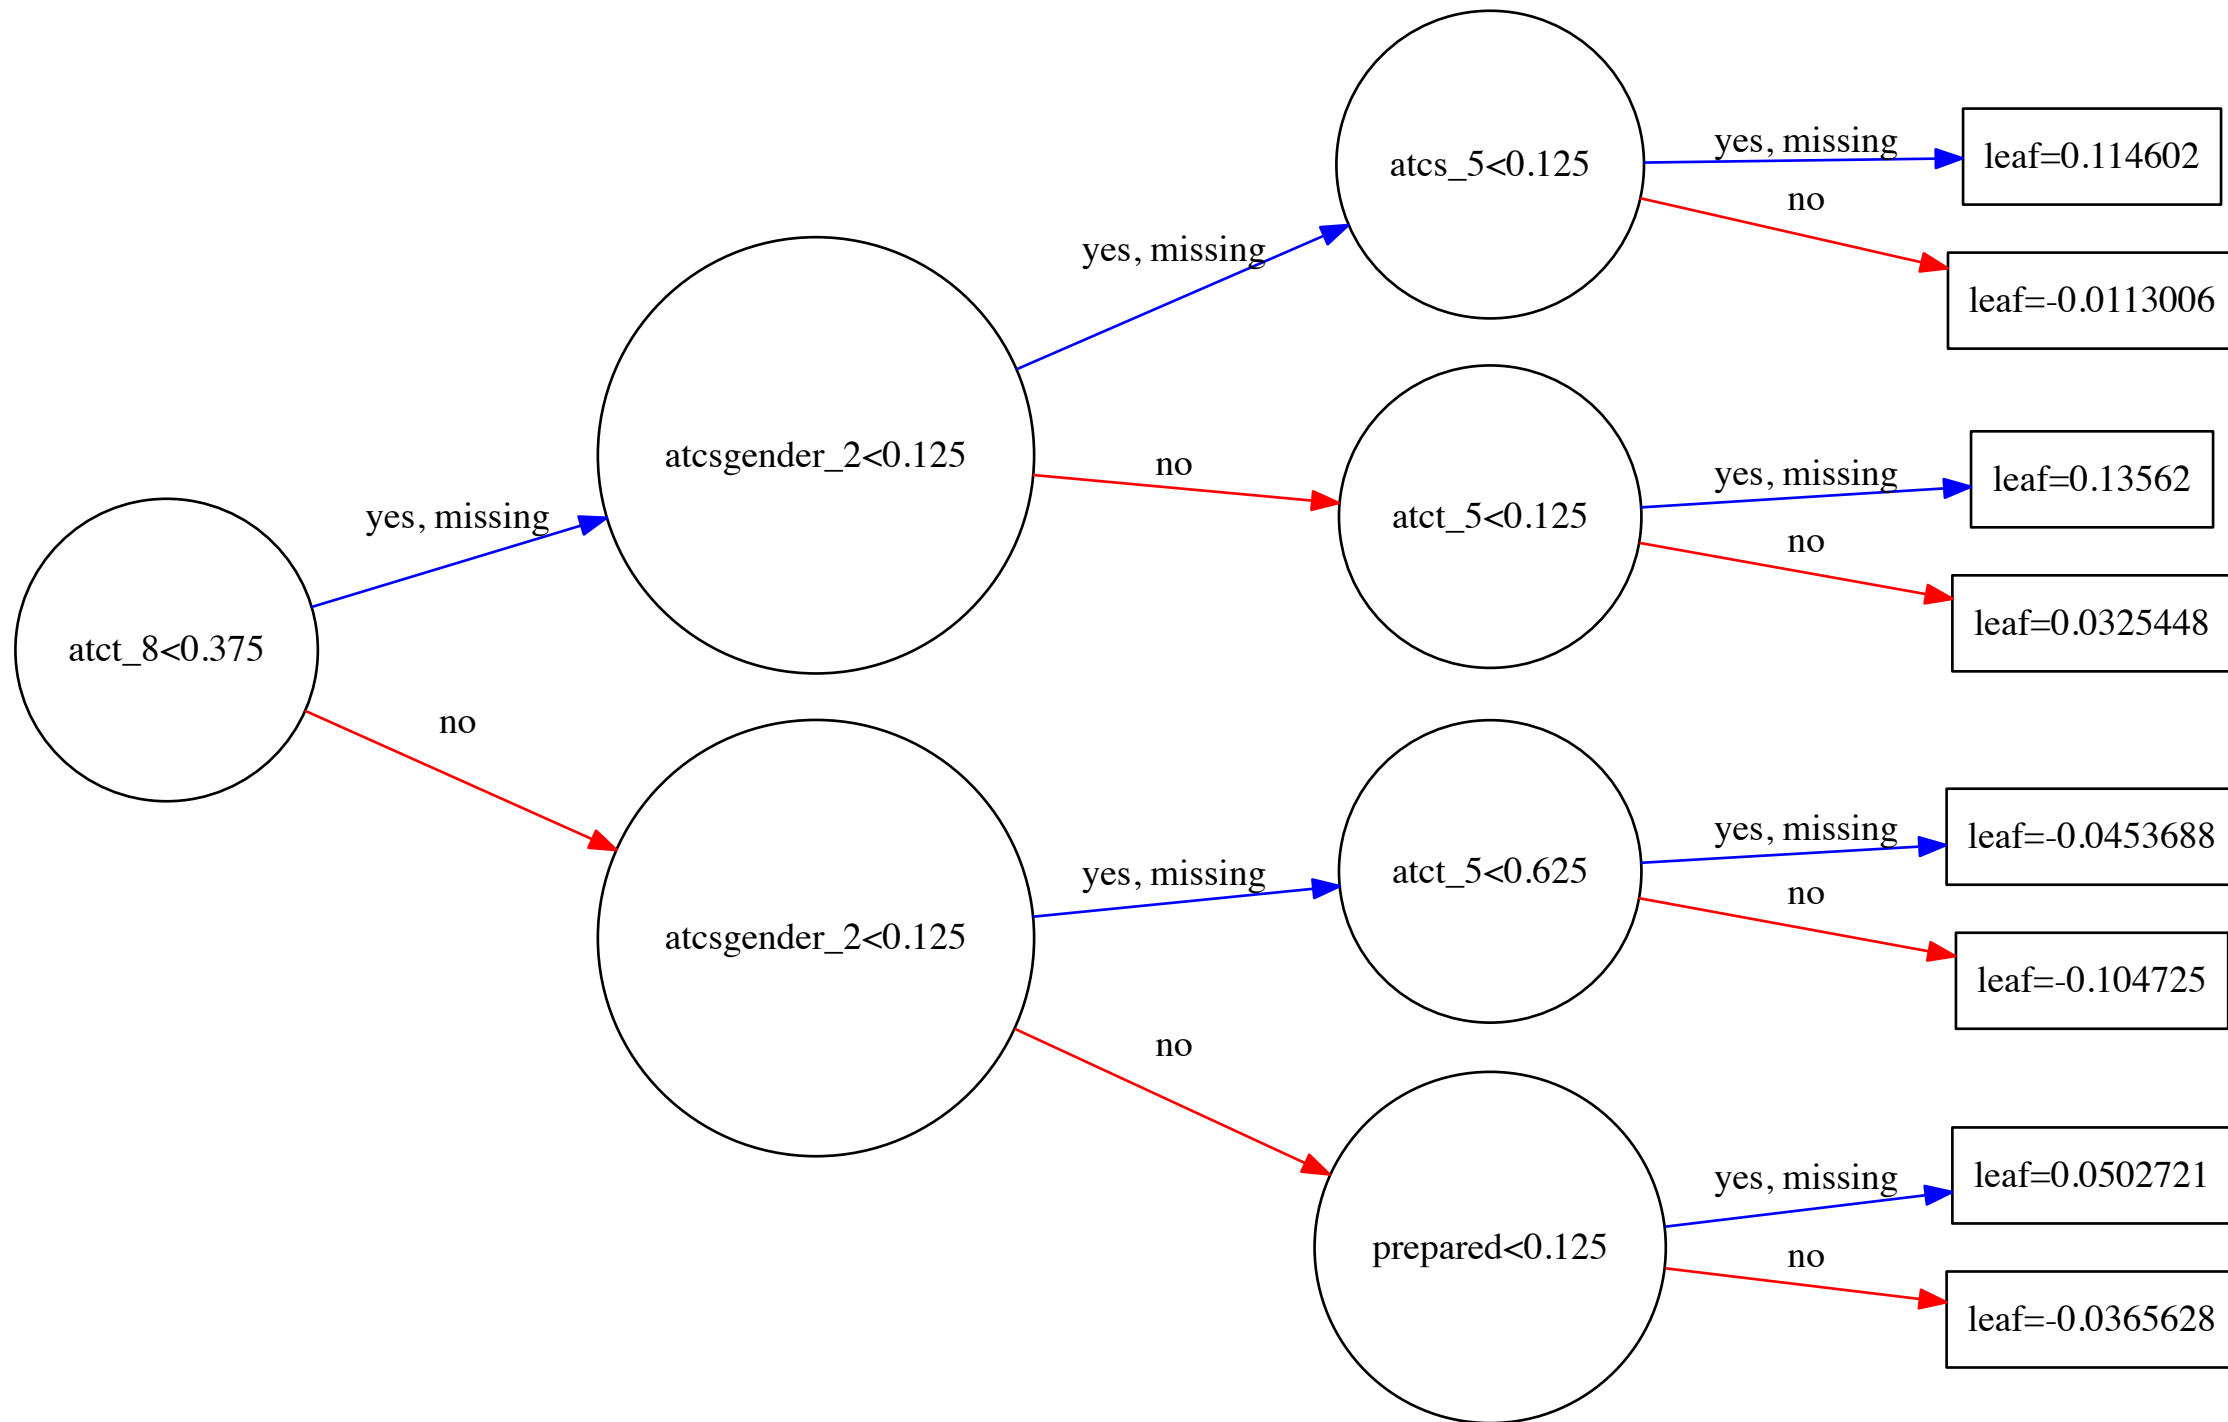 atcs_5<0.125
yes, missing
leaf=0.114602
no
leaf=-0.0113006
yes, missing
atcsgender_2<0.125
no
atct_5<0.125
yes, missing
leaf=0.13562
no
leaf=0.0325448
yes, missing
atct_8<0.375
no
atcsgender_2<0.125
yes, missing
atct_5<0.625
yes, missing
leaf=-0.0453688
no
leaf=-0.104725
no
prepared<0.125
yes, missing
leaf=0.0502721
no
leaf=-0.0365628